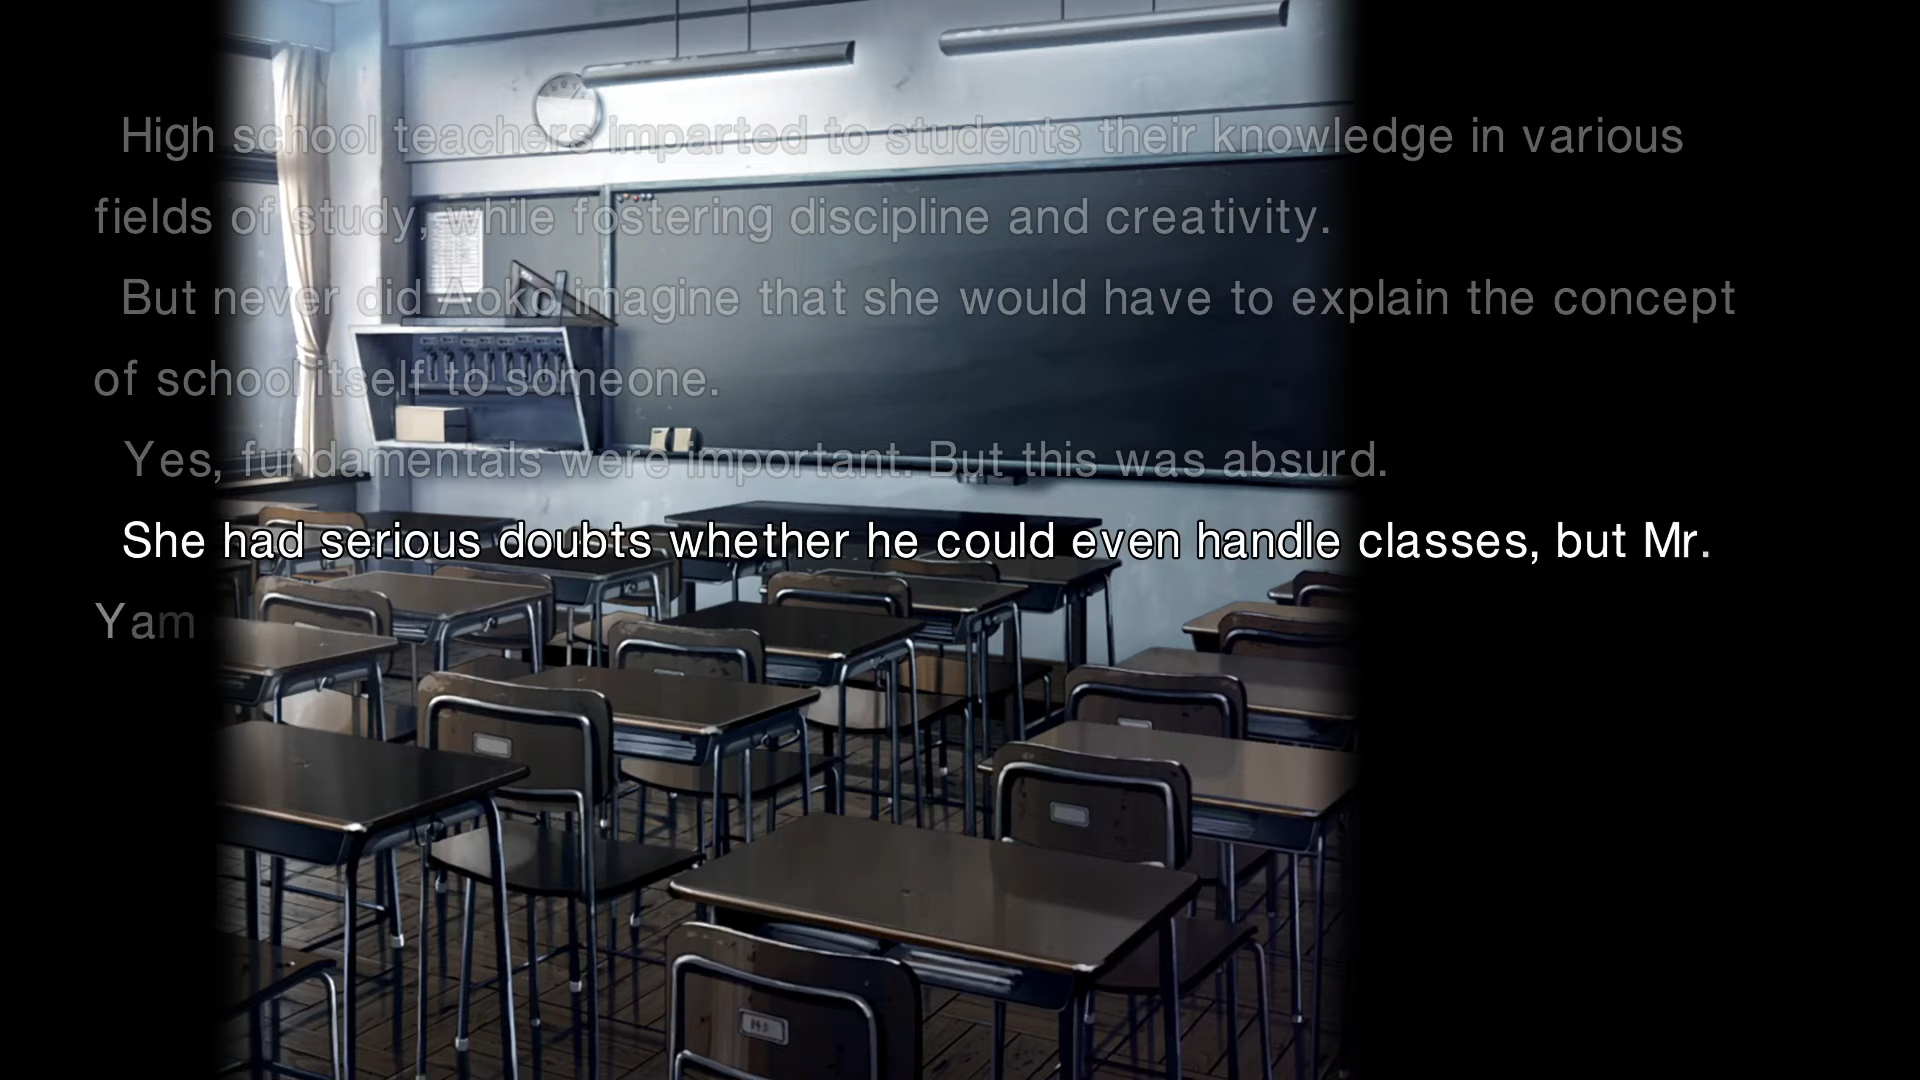 High school teachers imparted to students their knowledge in various
fields of study, while fostering discipline and creativity.
But never did Aoko imagine that she would have to explain the concept
of school itself to someone.
Yes, fundamentals were important. But this was absurd.
She had serious doubts whether he could even handle classes, but Mr.
Yam